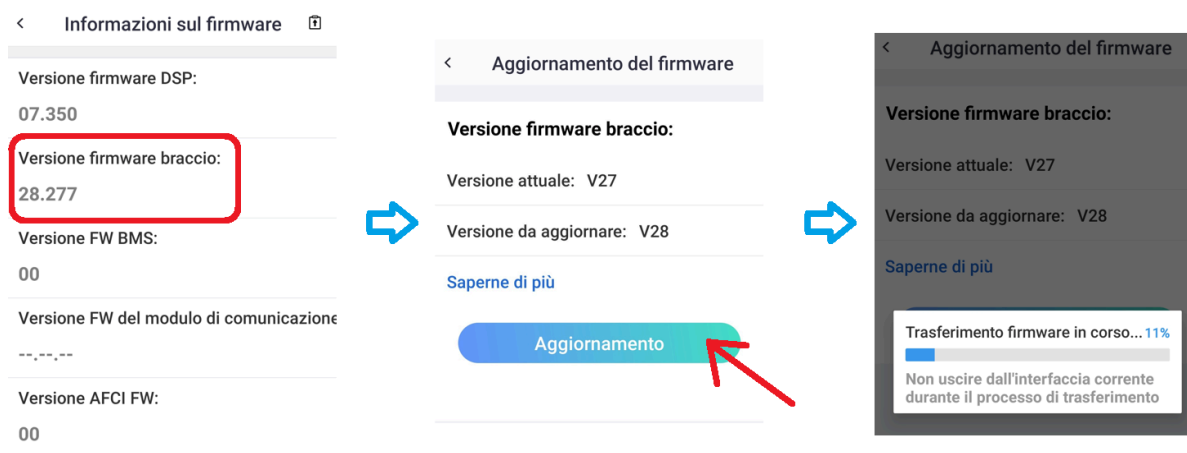 Informazioni sul firmware
Versione firmware DSP:
07.350
Versione firmware braccio:
28.277
Versione FW BMS:
00
Versione FW del modulo di comunicazione
--.--.--
Versione AFCI FW:
00
Aggiornamento del firmware
Versione firmware braccio:
Versione attuale: V27
Versione da aggiornare: V28
Saperne di più
Aggiornamento
Aggiornamento del firmware
Versione firmware braccio:
Versione attuale: V27
Versione da aggiornare: V28
Saperne di più
Trasferimento firmware in corso... 11%
Non uscire dall'interfaccia corrente
durante il processo di trasferimento